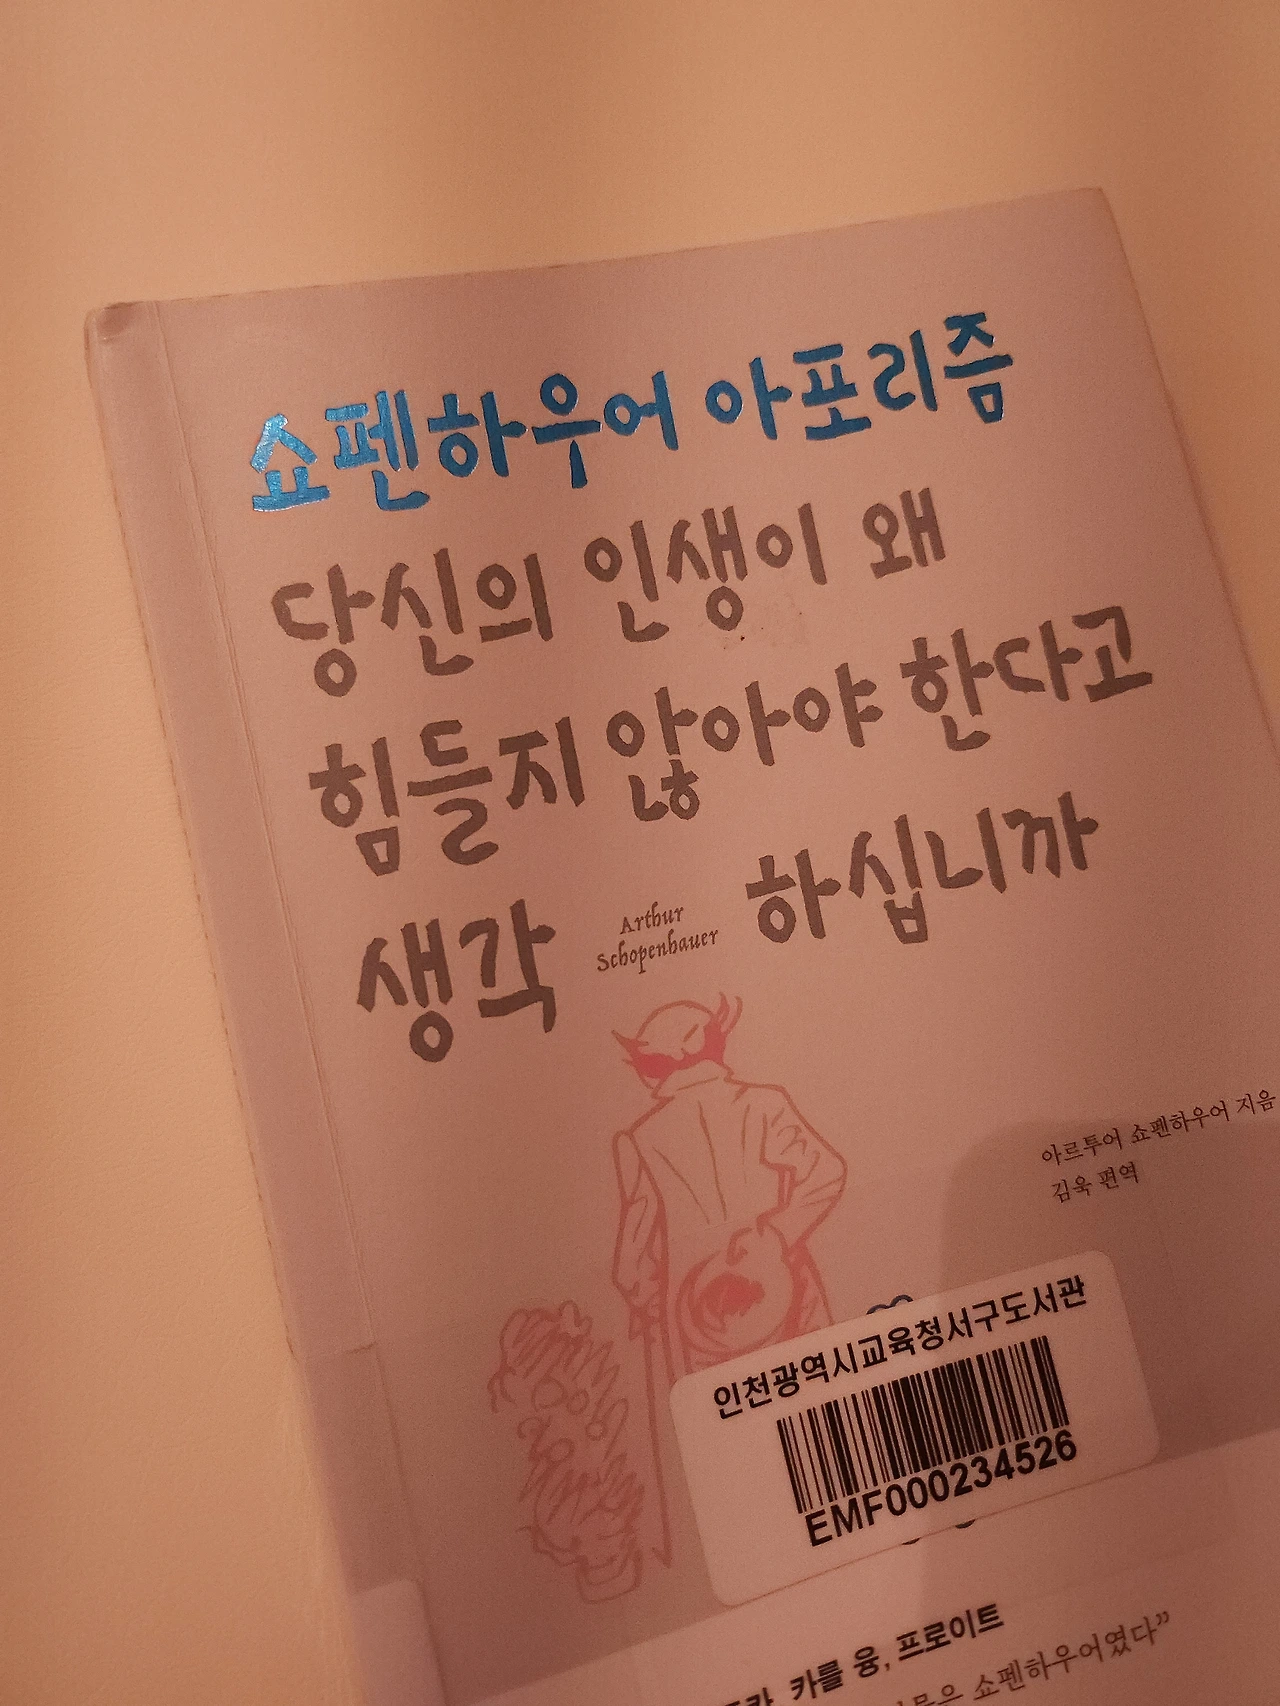 쇼펜하우어 아포리즘
당신의 인생이 왜
힘들지 않아야 한다고
생각 하십니까
Arthur
Schopenhauer
아르투어 쇼펜하우어 지음
김욱 편역
인천광역시교육청서구도서관
EMF000234526
카를 융, 프로이트
쇼펜하우어였다”